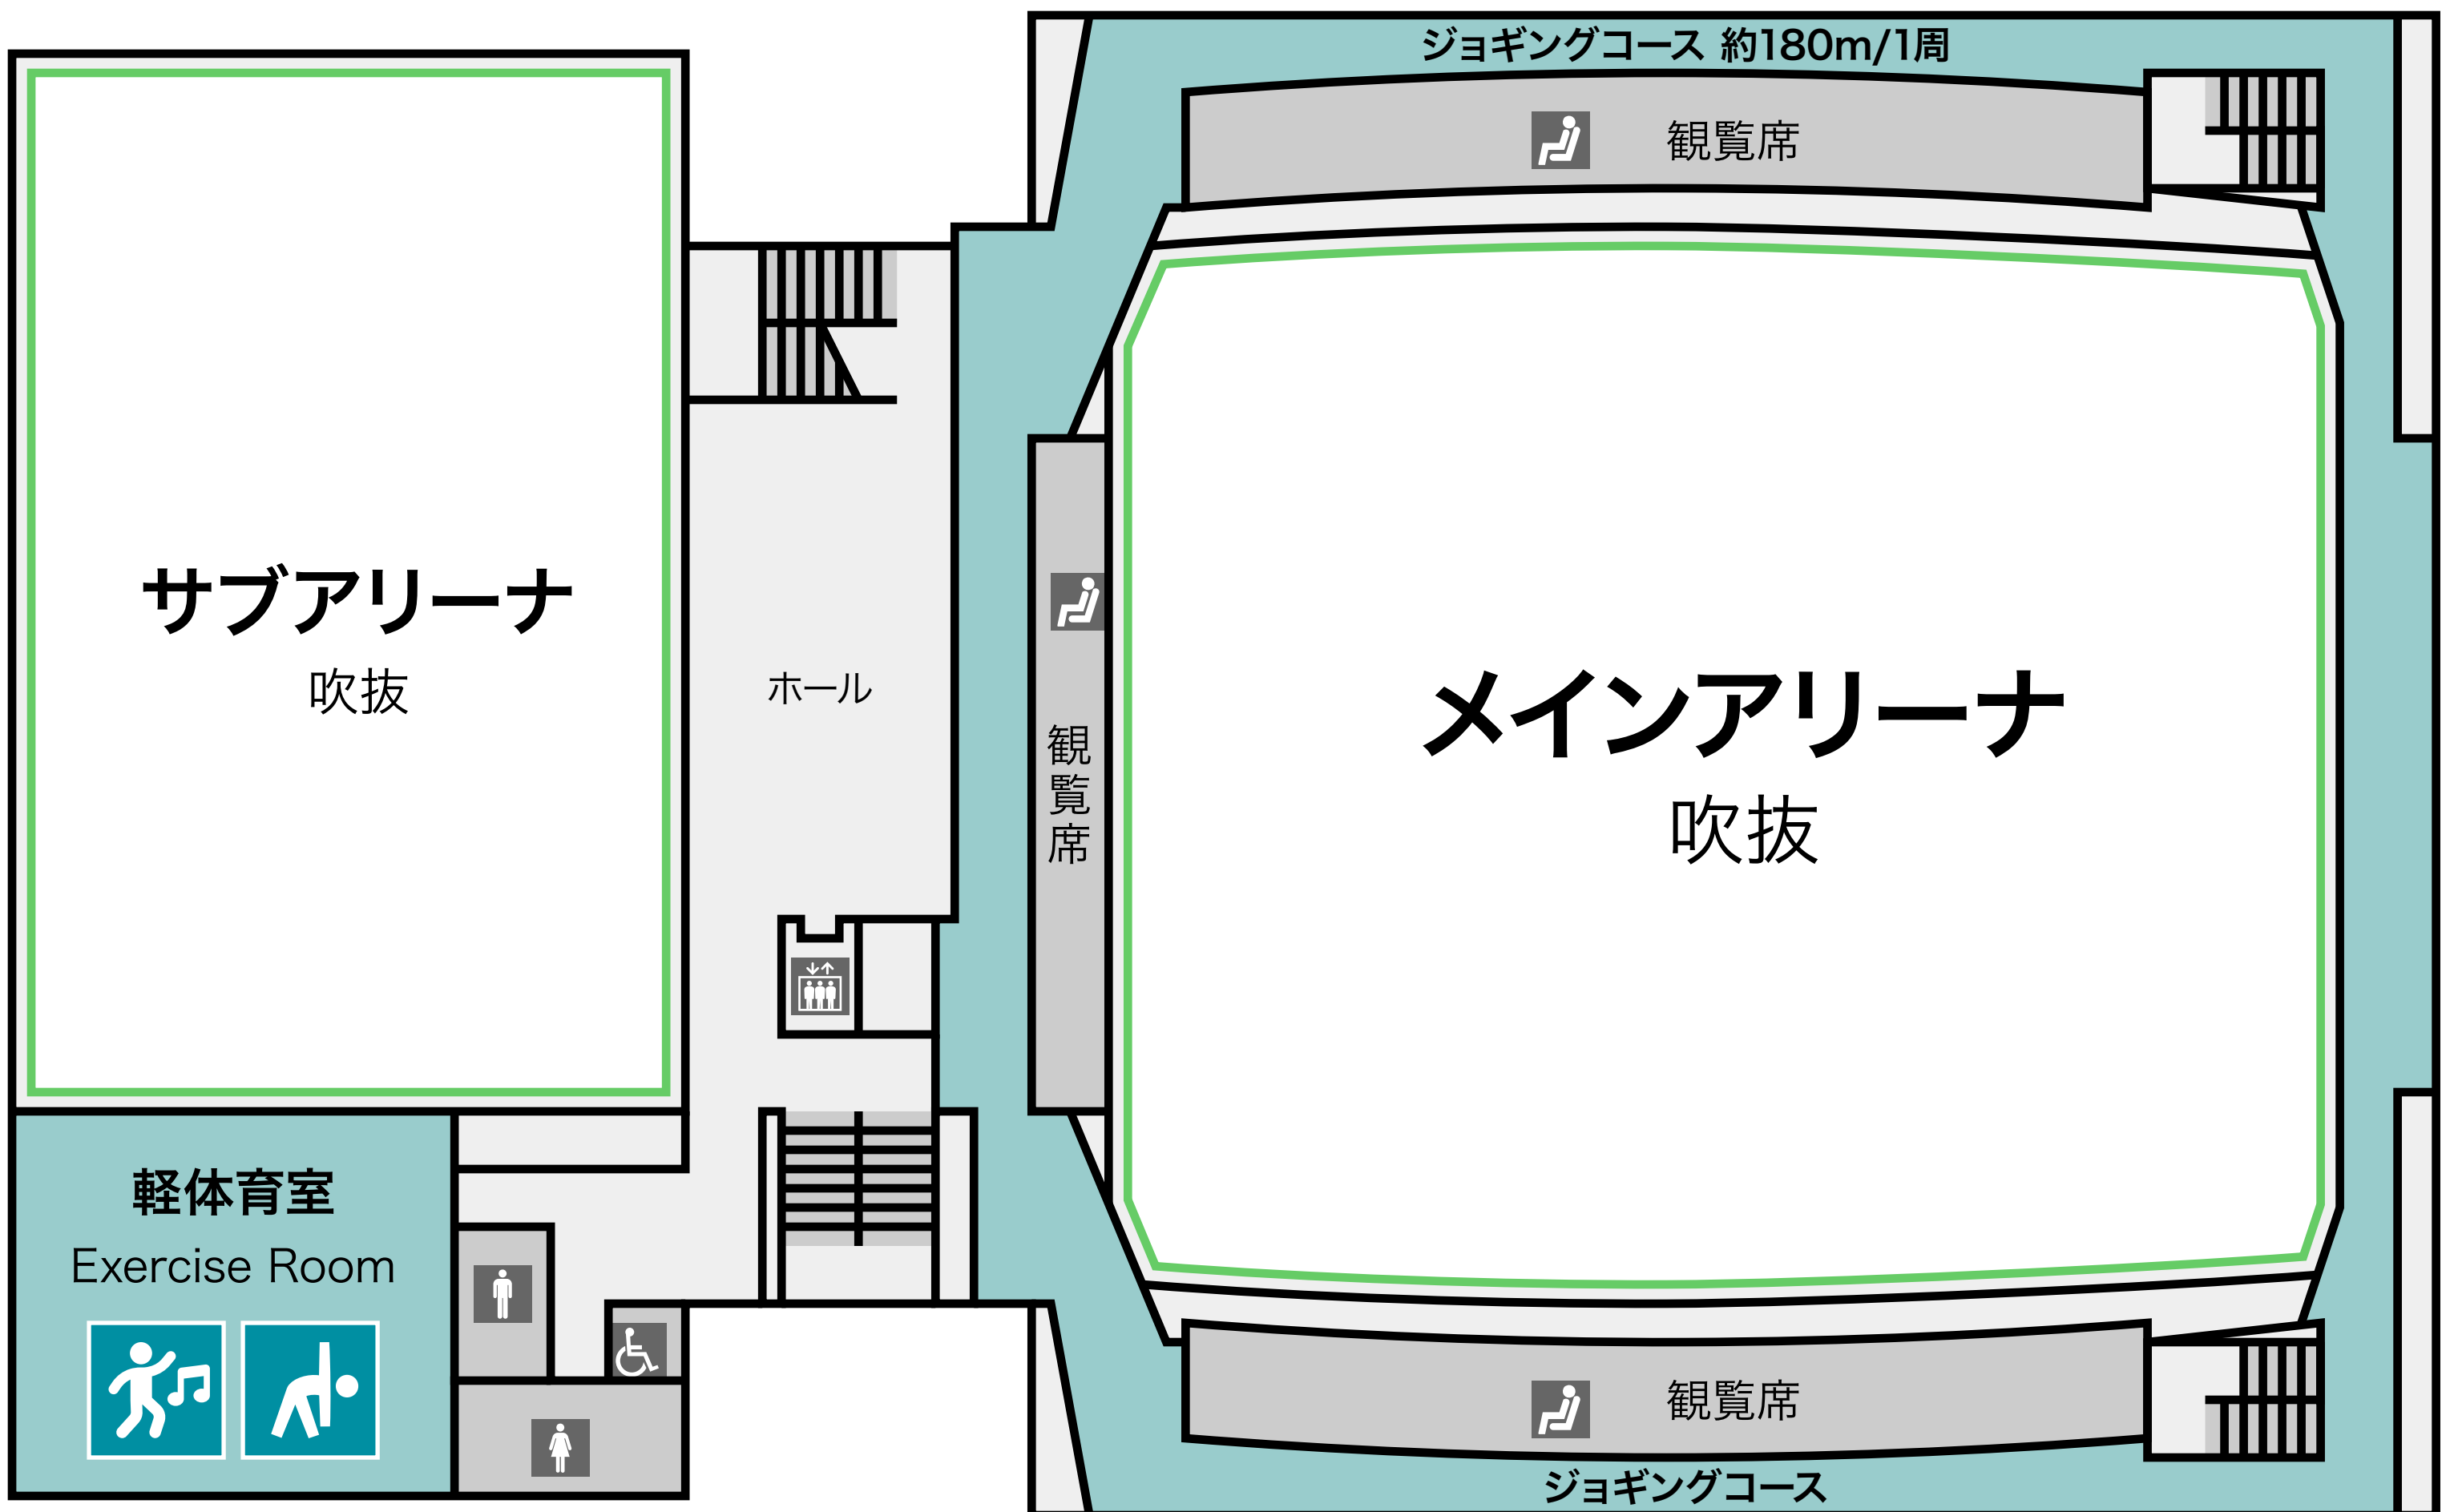 ジョギングコース 約180m/1周
観覧席
サブアリーナ
吹抜
ホール
観覧席
メインアリーナ
吹抜
軽体育室
Exercise Room
観覧席
ジョギングコース